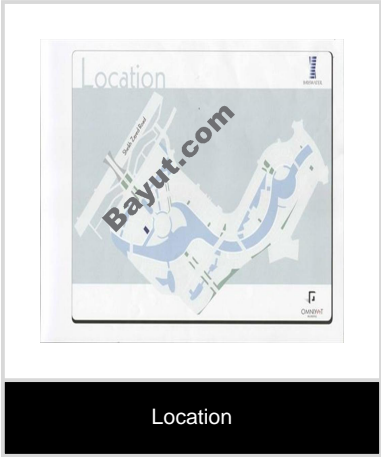 Location
Sheikh Zayed Road
Bayut.com
OMNIYAT
Location